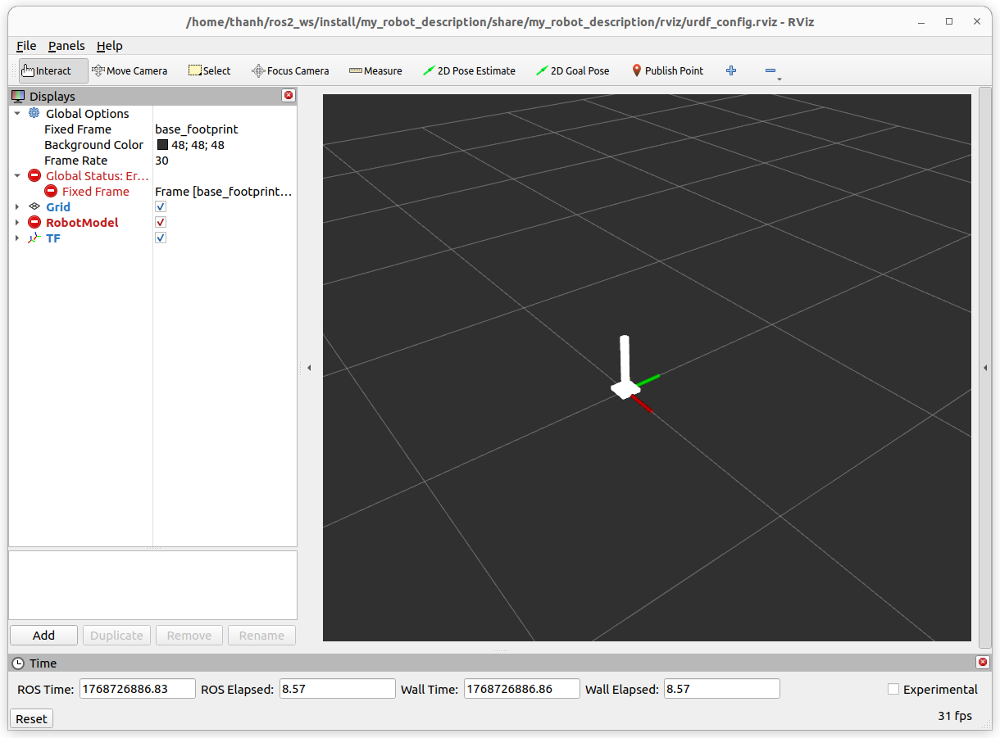 /home/thanh/ros2_ws/install/my_robot_description/share/my_robot_description/rviz/urdf_config.rviz - RViz
File Panels Help
Interact Move Camera Select Focus Camera Measure 2D Pose Estimate 2D Goal Pose Publish Point
Displays
Global Options
Fixed Frame base_footprint
Background Color 48; 48; 48
Frame Rate 30
Global Status: Er...
Fixed Frame Frame [base_footprint...
Grid
RobotModel
TF
Add Duplicate Remove Rename
Time
ROS Time: 1768726886.83 ROS Elapsed: 8.57 Wall Time: 1768726886.86 Wall Elapsed: 8.57 Experimental
Reset 31 fps